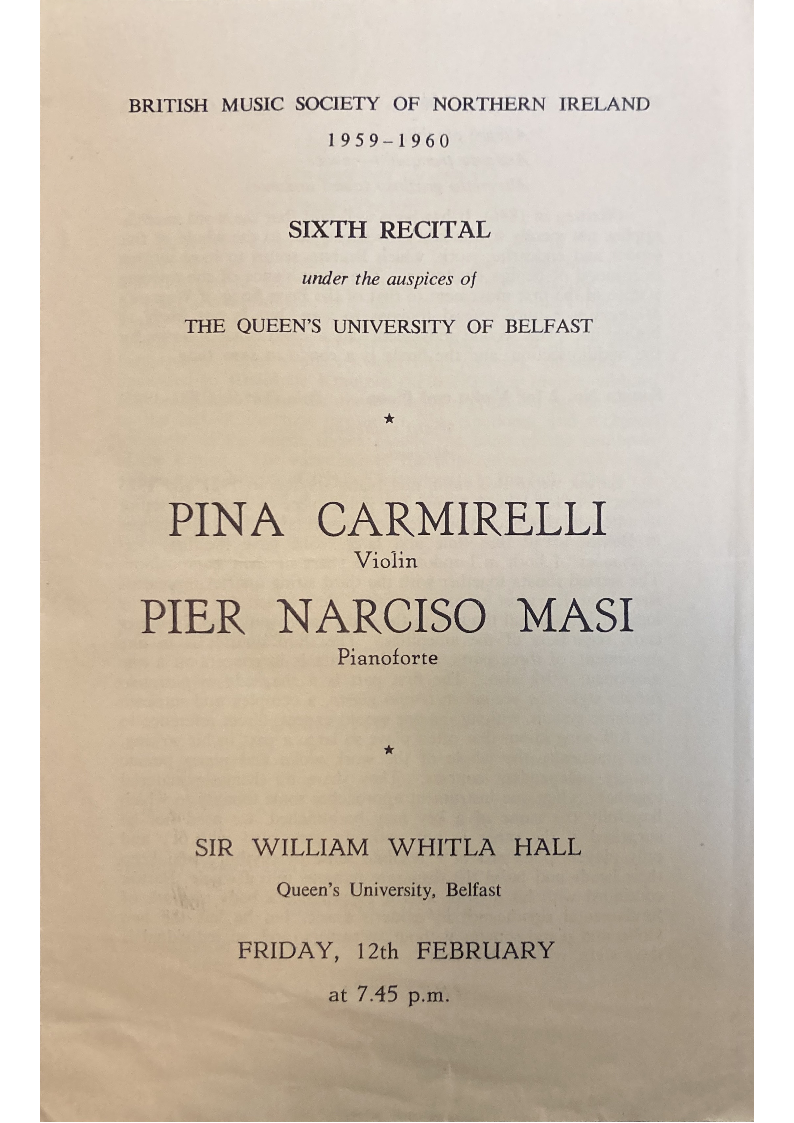 BRITISH MUSIC SOCIETY OF NORTHERN IRELAND
1959–1960
SIXTH RECITAL
under the auspices of
THE QUEEN'S UNIVERSITY OF BELFAST
★
PINA CARMIRELLI
Violin
PIER NARCISO MASI
Pianoforte
★
SIR WILLIAM WHITLA HALL
Queen's University, Belfast
FRIDAY, 12th FEBRUARY
at 7.45 p.m.